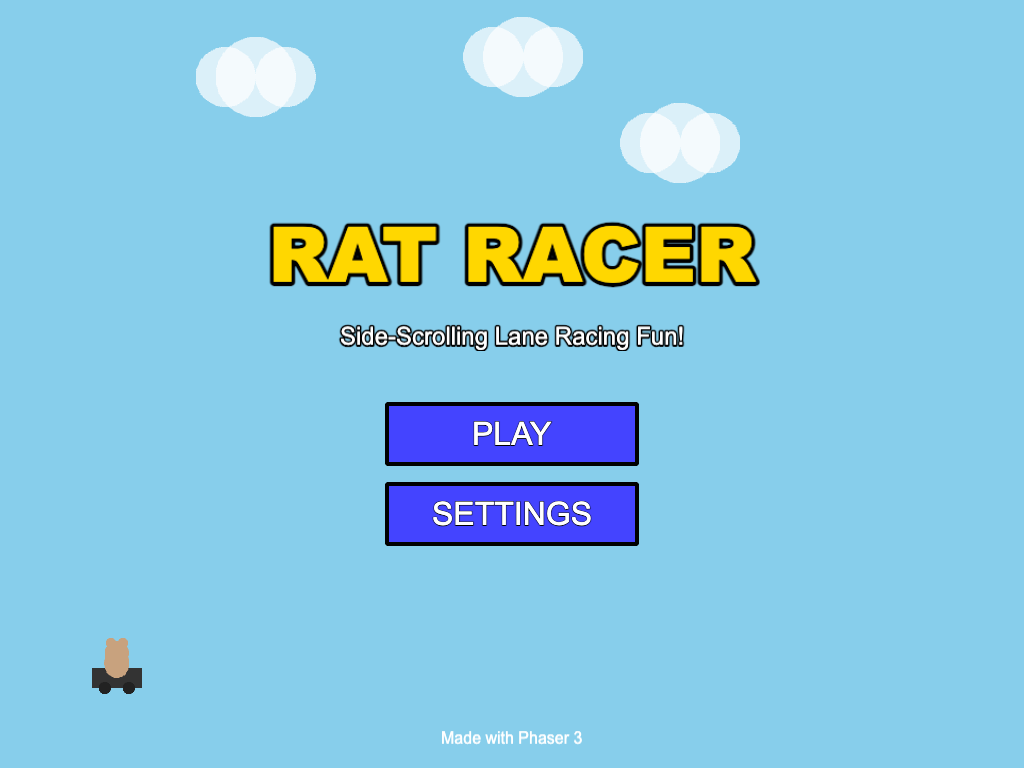 RAT RACER
Side-Scrolling Lane Racing Fun!
PLAY
SETTINGS
Made with Phaser 3